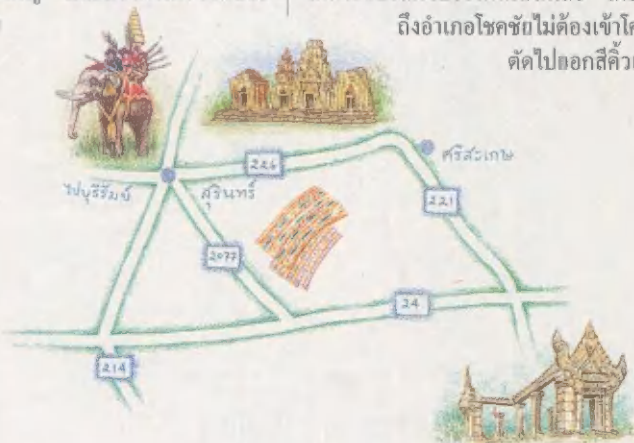 ถึงอำเภอโชคชัยไม่ต้องเข้าโค
ตัดไปออกสีคิ้ว
226
ศรีสะเกษ
ไปบุรีรัมย์
สุรินทร์
221
2077
24
214